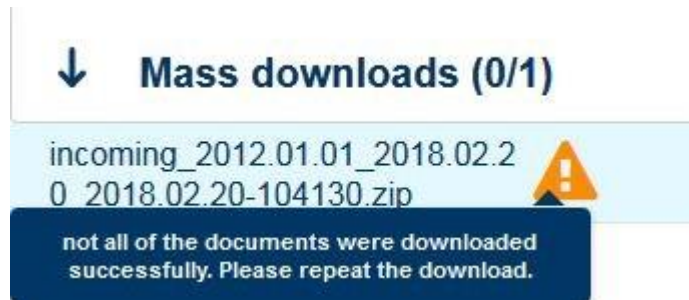 Mass downloads (0/1)
incoming_2012.01.01_2018.02.2
0_2018.02.20-104130.zip
not all of the documents were downloaded
successfully. Please repeat the download.